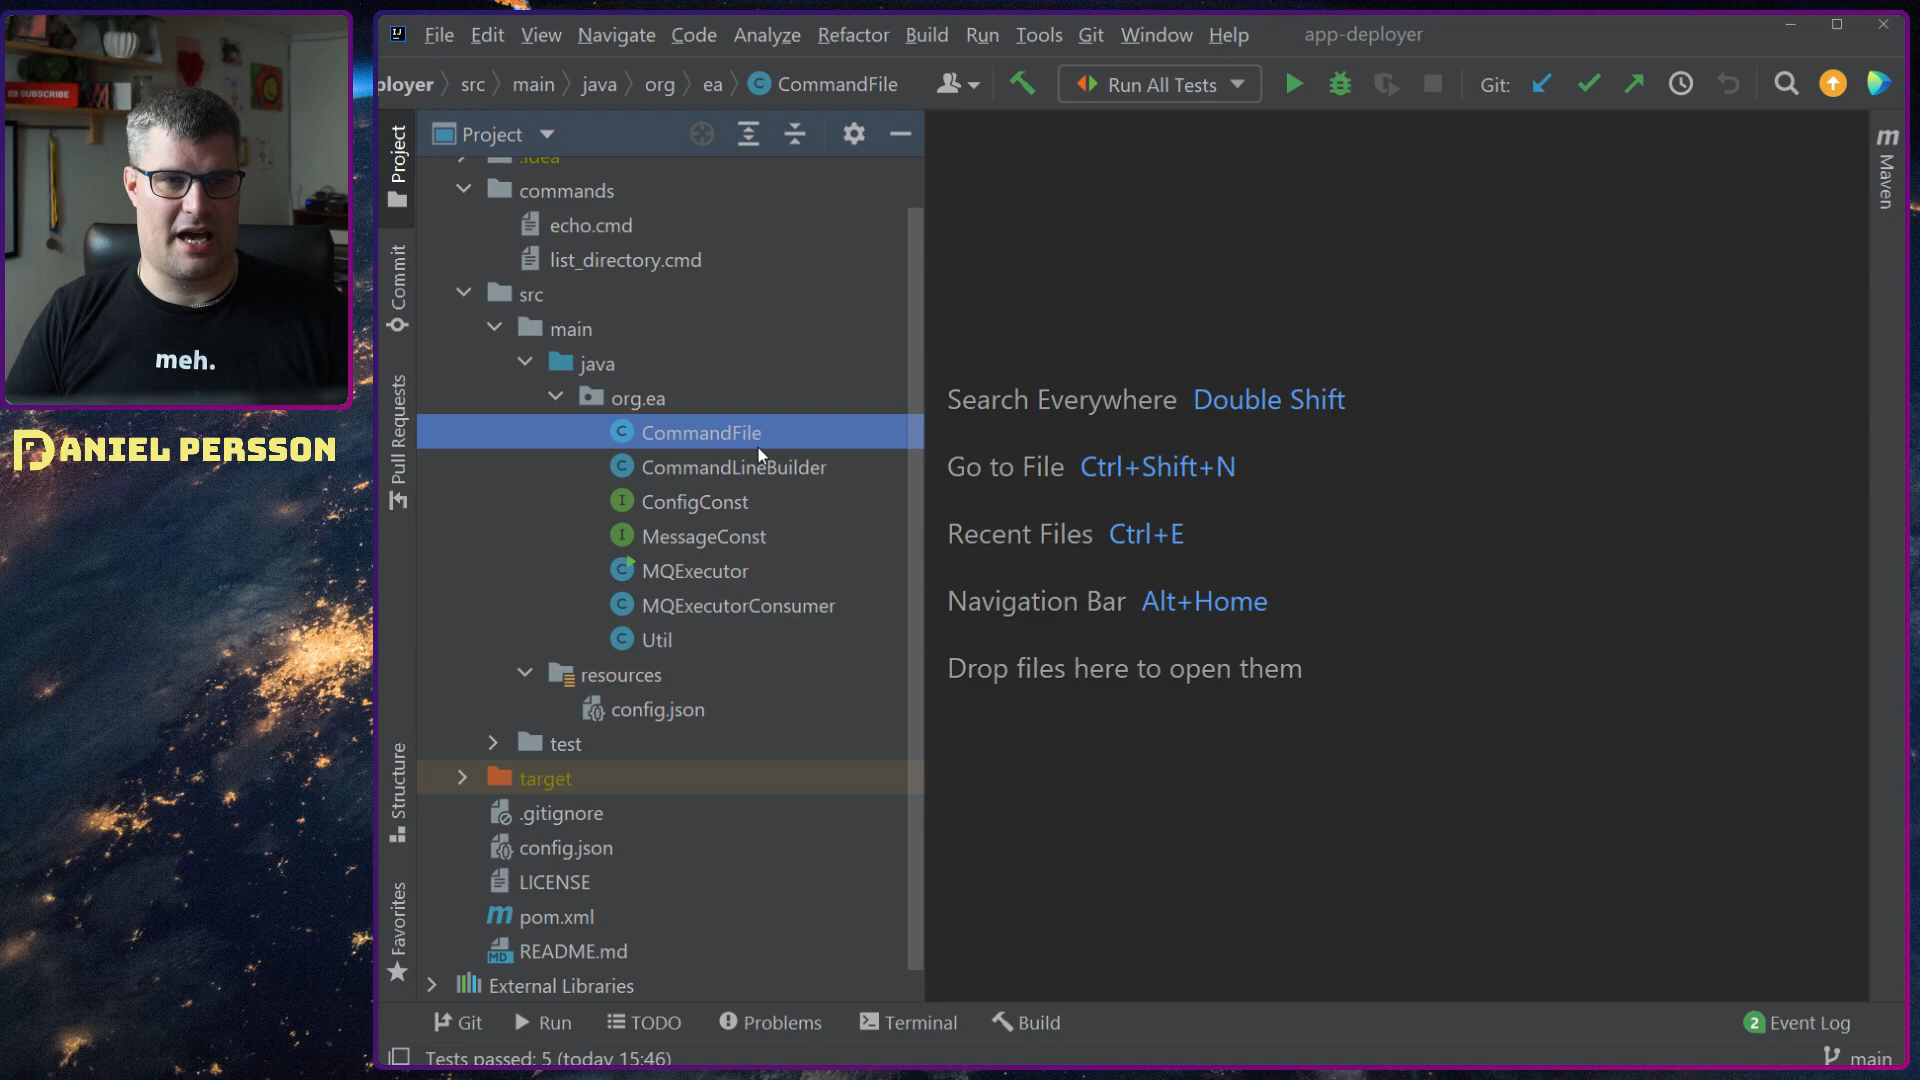 SUBSCRIBE
meh.
DANIEL PERSSON
File Edit View Navigate Code Analyze Refactor Build Run Tools Git Window Help app-deployer
ployer src main java org ea CommandFile Run All Tests Git:
Project
Project
Commit
Pull Requests
Structure
Favorites
.idea
commands
echo.cmd
list_directory.cmd
src
main
java
org.ea
CommandFile
CommandLineBuilder
ConfigConst
MessageConst
MQExecutor
MQExecutorConsumer
Util
resources
config.json
test
target
.gitignore
config.json
LICENSE
pom.xml
README.md
External Libraries
Search Everywhere Double Shift
Go to File Ctrl+Shift+N
Recent Files Ctrl+E
Navigation Bar Alt+Home
Drop files here to open them
Maven
Git Run TODO Problems Terminal Build 2 Event Log
Tests passed: 5 (today 15:46) main